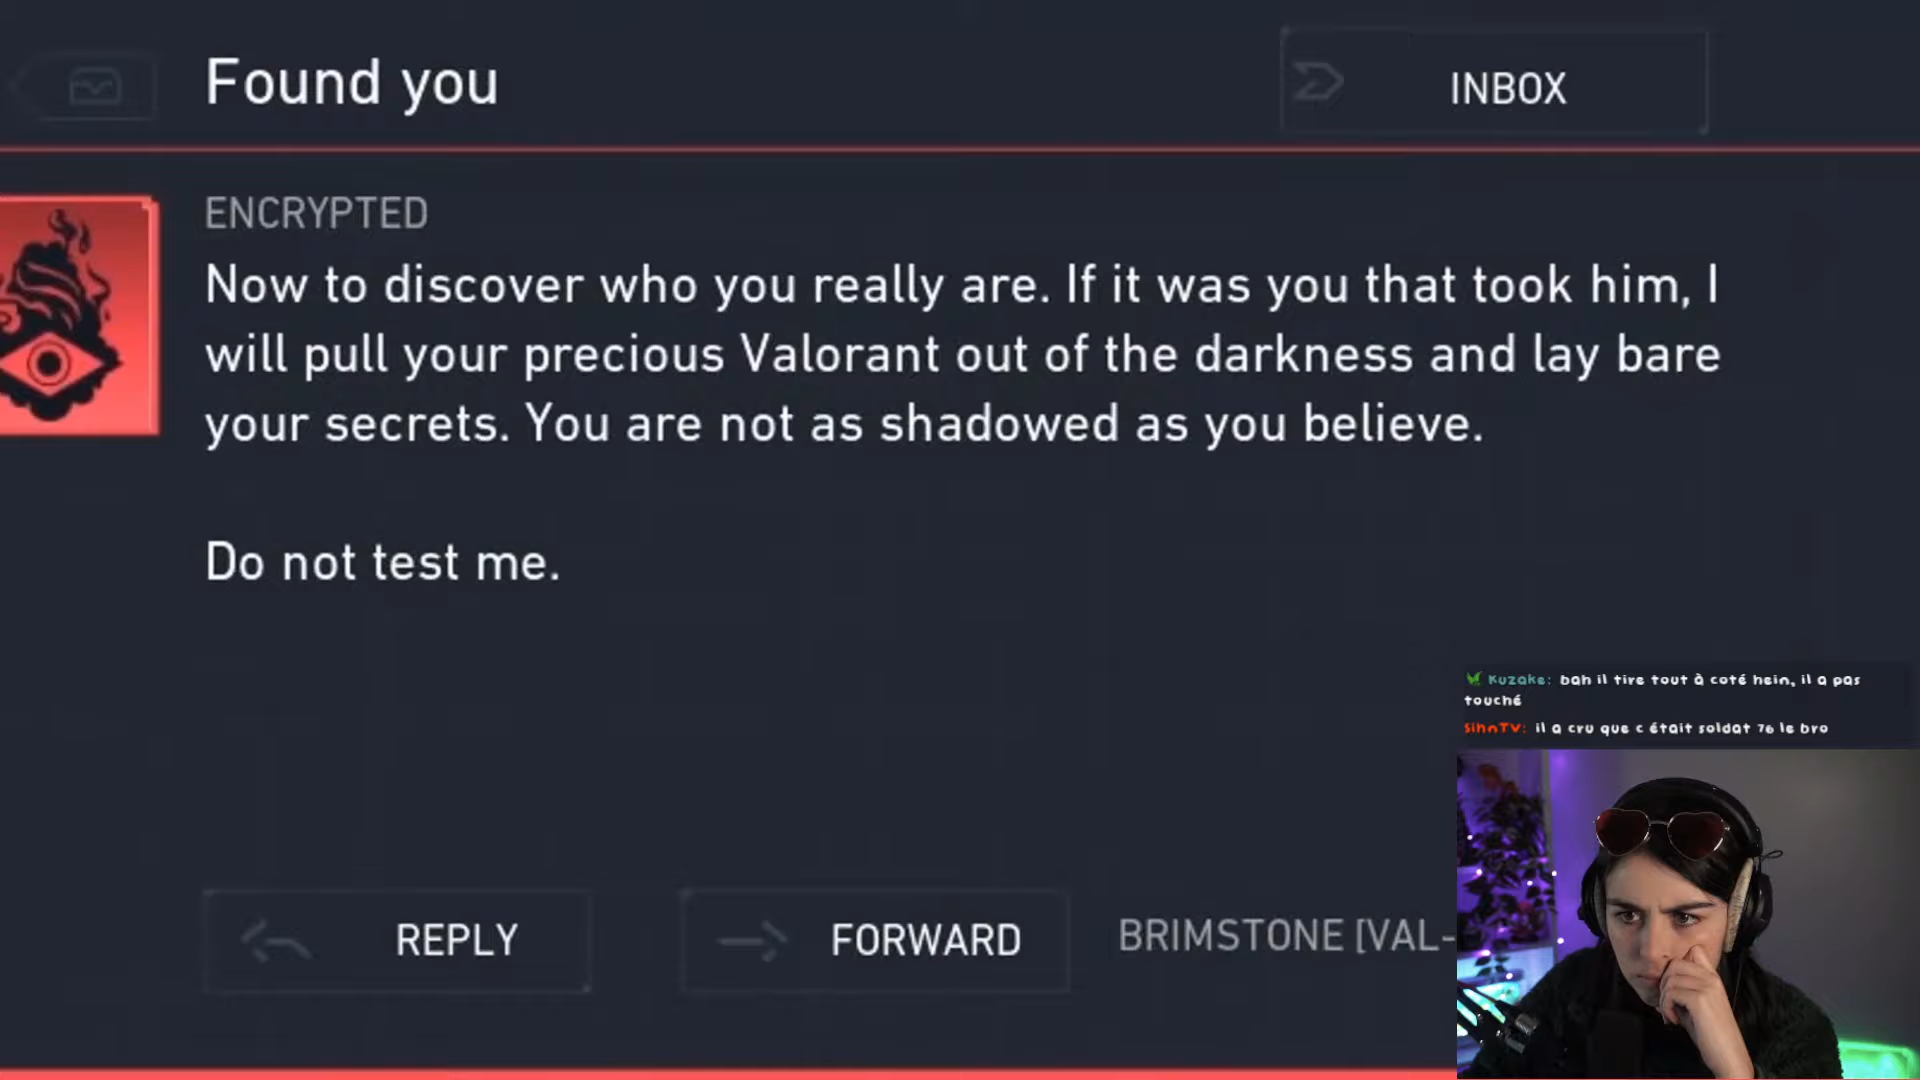 Found you
INBOX
ENCRYPTED
Now to discover who you really are. If it was you that took him, I
will pull your precious Valorant out of the darkness and lay bare
your secrets. You are not as shadowed as you believe.
Do not test me.
Kuzake: bah il tire tout à coté hein, il a pas
touché
SihnTV: il a cru que c était soldat 76 le bro
REPLY
FORWARD
BRIMSTONE [VAL-